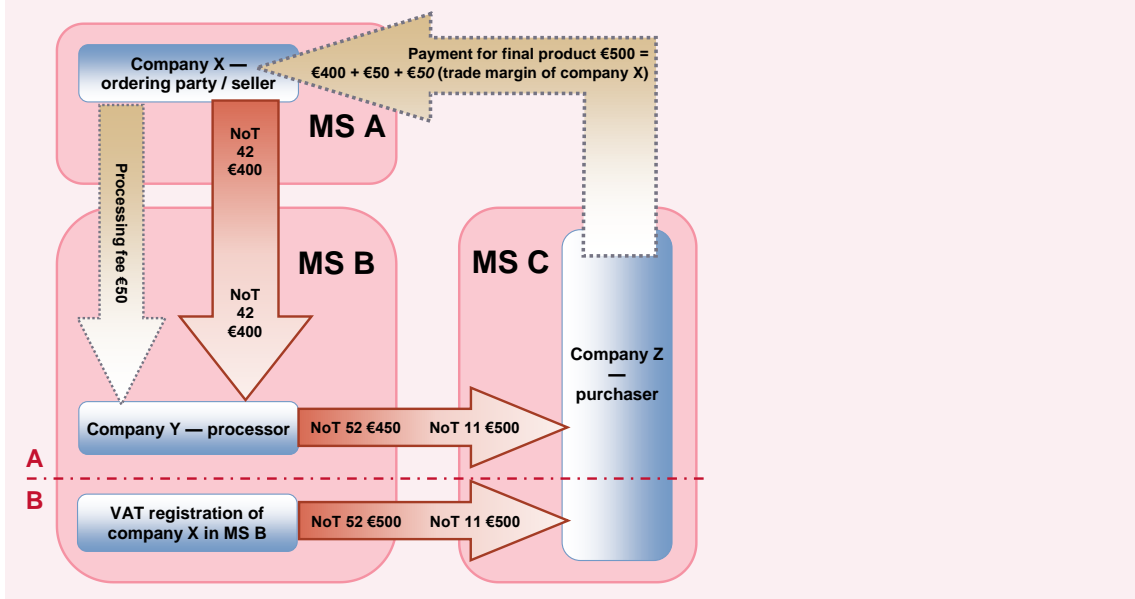 Company X —
ordering party / seller
Payment for final product €500 =
€400 + €50 + €50 (trade margin of company X)
MS A
NoT
42
€400
Processing fee €50
MS B
MS C
NoT
42
€400
Company Z
—
purchaser
Company Y — processor
NoT 52 €450 NoT 11 €500
A
B
VAT registration of
company X in MS B
NoT 52 €500 NoT 11 €500